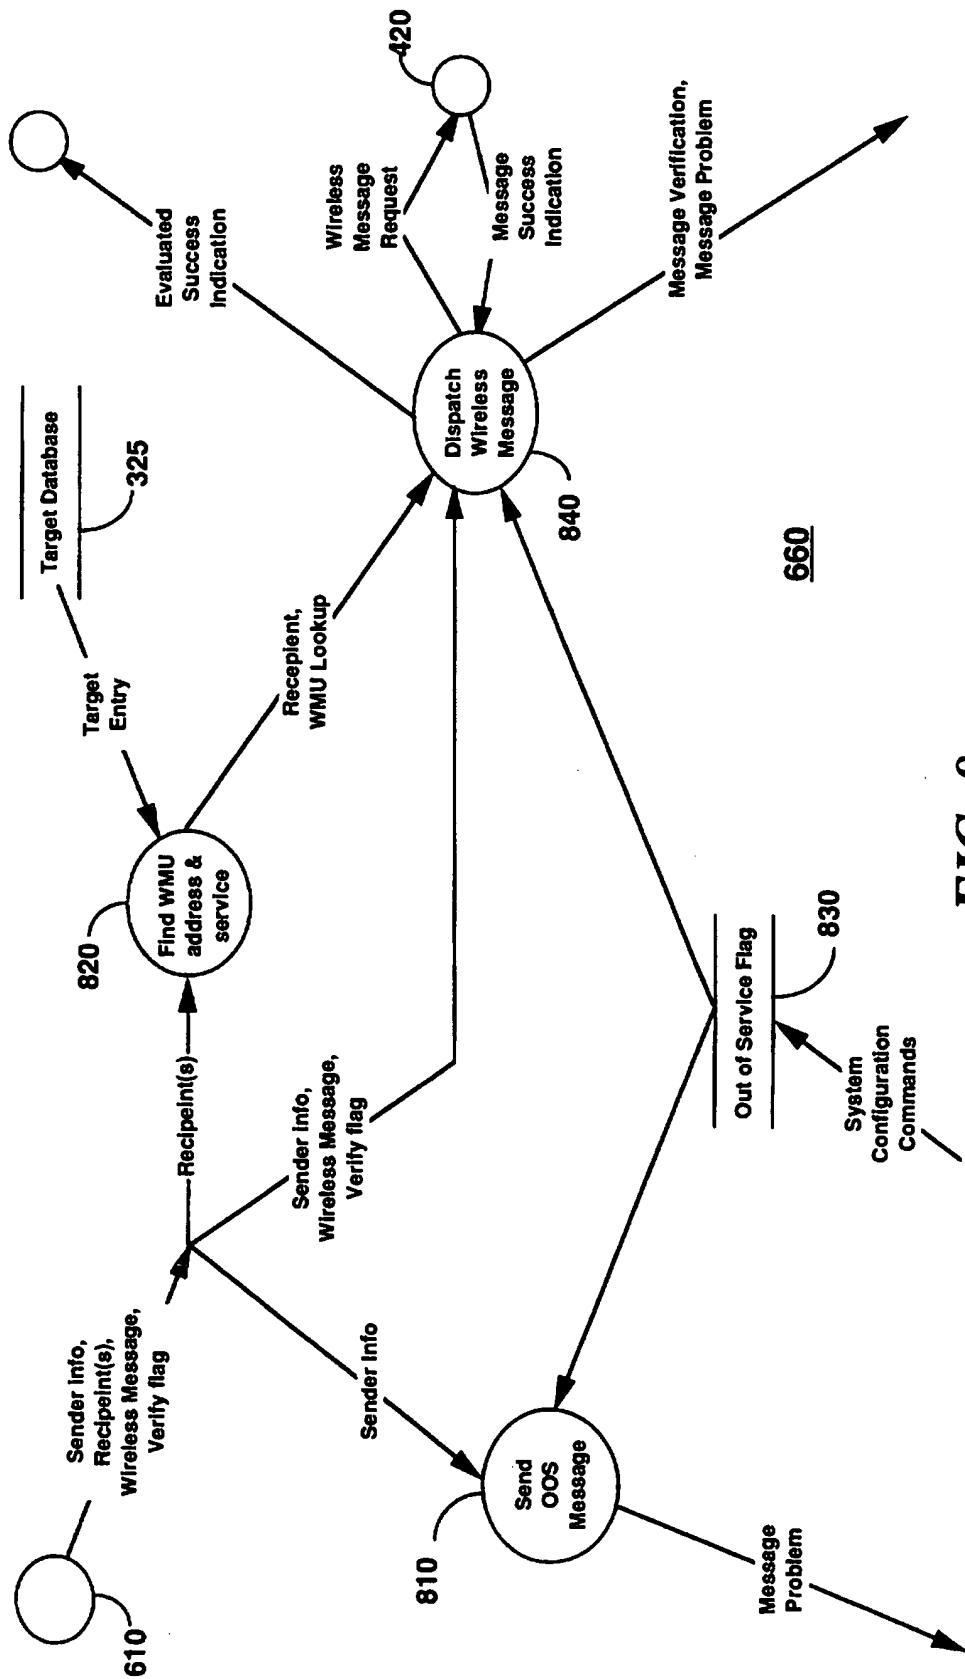 610
Sender info,
Recipeint(s),
Wireless Message,
Verify flag
Recipeint(s)
820
Find WMU
address &
service
Target
Entry
Target Database
325
Evaluated
Success
Indication
Recepient,
WMU Lookup
Sender info,
Wireless Message,
Verify flag
Sender Info
Wireless
Message
Request
420
Message
Success
Indication
Dispatch
Wireless
Message
840
810
Send
OOS
Message
Message Verification,
Message Problem
660
Out of Service Flag
830
System
Configuration
Commands
Message
Problem
FIG.